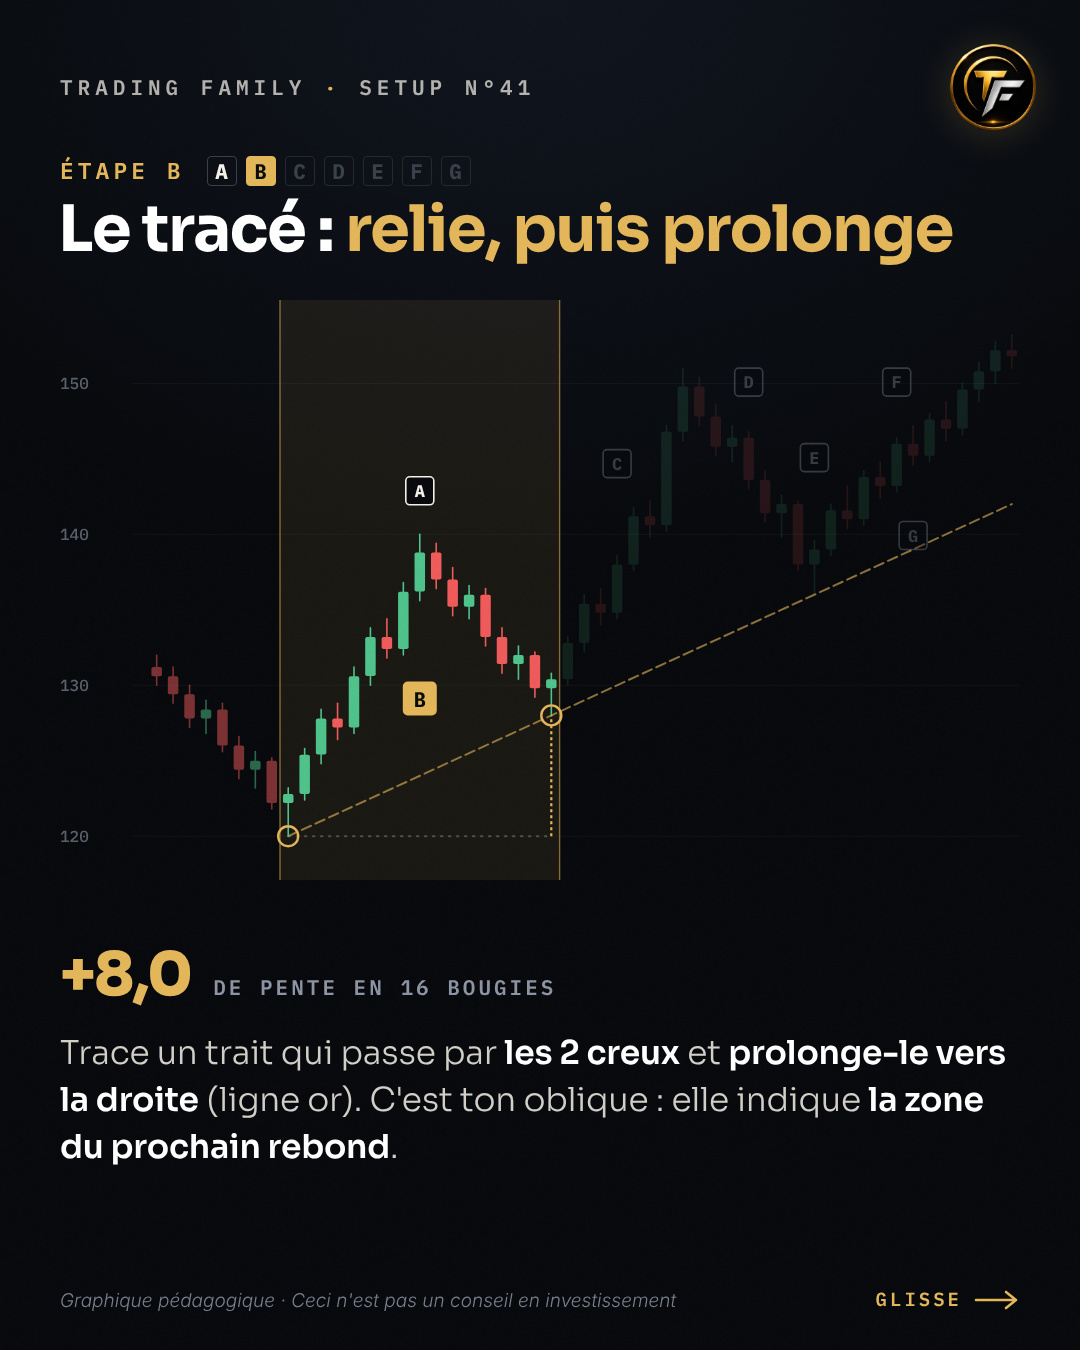 TRADING FAMILY · SETUP N°41
TF
ÉTAPE B A B C D E F G
Le tracé : relie, puis prolonge
150
D
F
C
E
A
140
G
130
B
120
+8,0 DE PENTE EN 16 BOUGIES
Trace un trait qui passe par les 2 creux et prolonge-le vers
la droite (ligne or). C'est ton oblique : elle indique la zone
du prochain rebond.
Graphique pédagogique · Ceci n'est pas un conseil en investissement
GLISSE →